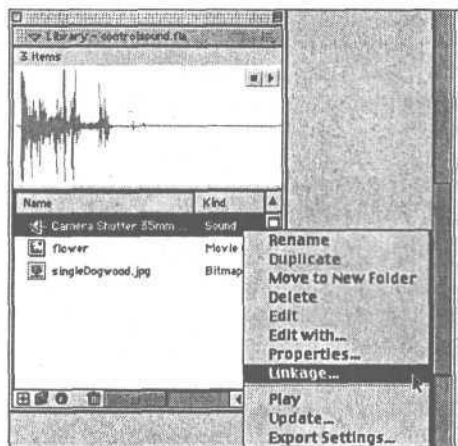 Library - controlsound.fla
3 items
Name Kind
Camera Shutter 35mm ... Sound
flower Movie
singleDogwood.jpg Bitmap
Rename
Duplicate
Move to New Folder
Delete
Edit
Edit with...
Properties...
Linkage...
Play
Update...
Export Settings...